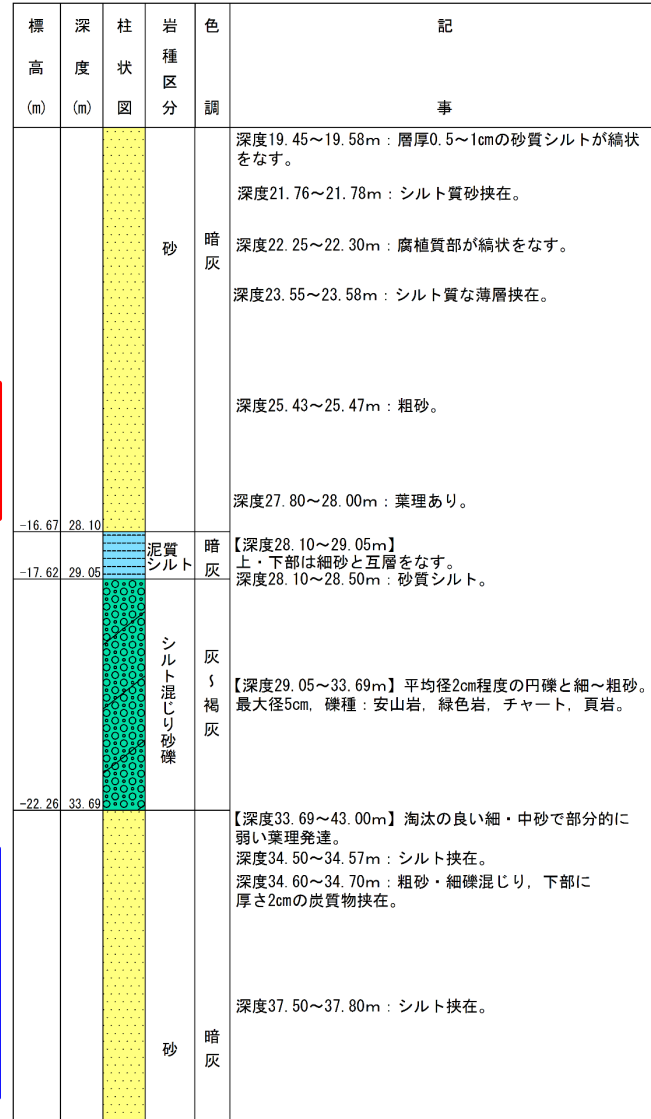 標高(m)
深度(m)
柱状図
岩種区分
色調
記事
深度19.45～19.58m：層厚0.5～1cmの砂質シルトが縞状
をなす。
深度21.76～21.78m：シルト質砂挟在。
砂
暗灰
深度22.25～22.30m：腐植質部が縞状をなす。
深度23.55～23.58m：シルト質な薄層挟在。
深度25.43～25.47m：粗砂。
深度27.80～28.00m：葉理あり。
-16.67 28.10
泥質
シルト
暗灰
【深度28.10～29.05m】
上・下部は細砂と互層をなす。
-17.62 29.05
深度28.10～28.50m：砂質シルト。
シルト混じり砂礫
灰～褐灰
【深度29.05～33.69m】平均径2cm程度の円礫と細～粗砂。
最大径5cm，礫種：安山岩，緑色岩，チャート，頁岩。
-22.26 33.69
【深度33.69～43.00m】淘汰の良い細・中砂で部分的に
弱い葉理発達。
深度34.50～34.57m：シルト挟在。
深度34.60～34.70m：粗砂・細礫混じり，下部に
厚さ2cmの炭質物挟在。
深度37.50～37.80m：シルト挟在。
砂
暗灰